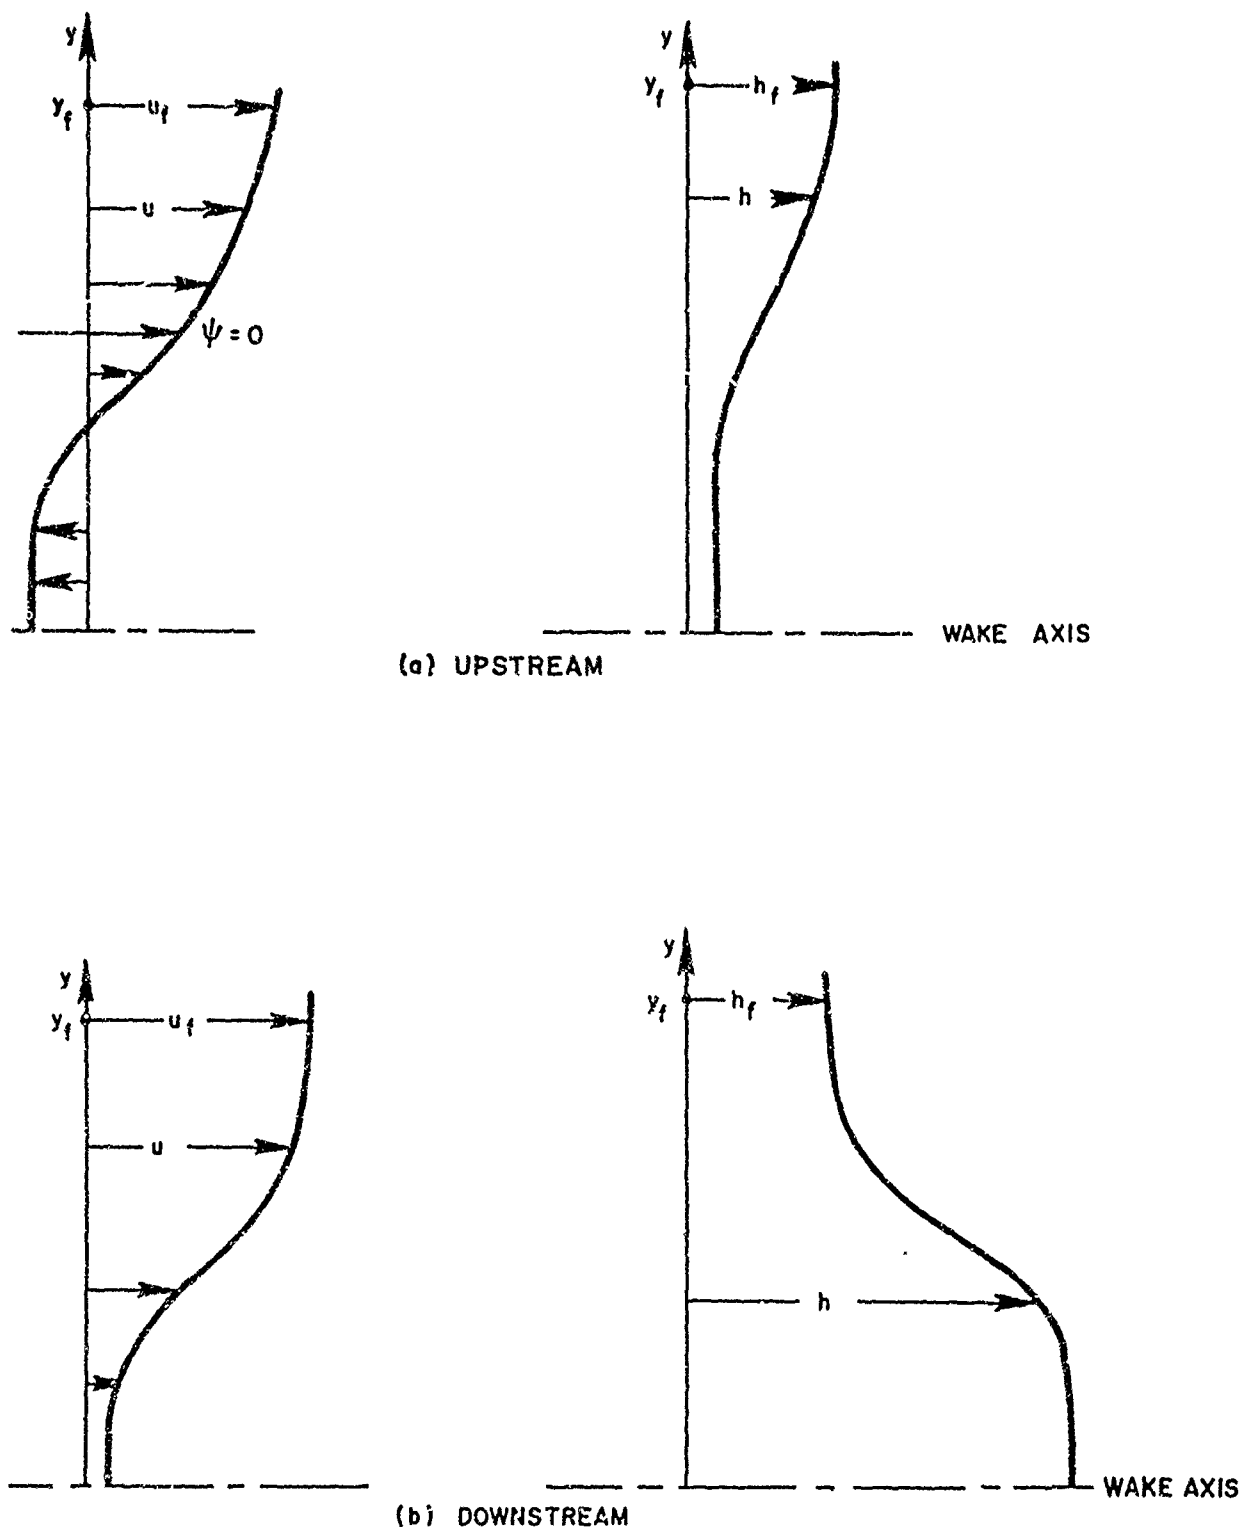 y
y_f
u_f
u
ψ = 0
y
y_f
h_f
h
WAKE AXIS
(a) UPSTREAM
y
y_f
u_f
u
y
y_f
h_f
h
WAKE AXIS
(b) DOWNSTREAM